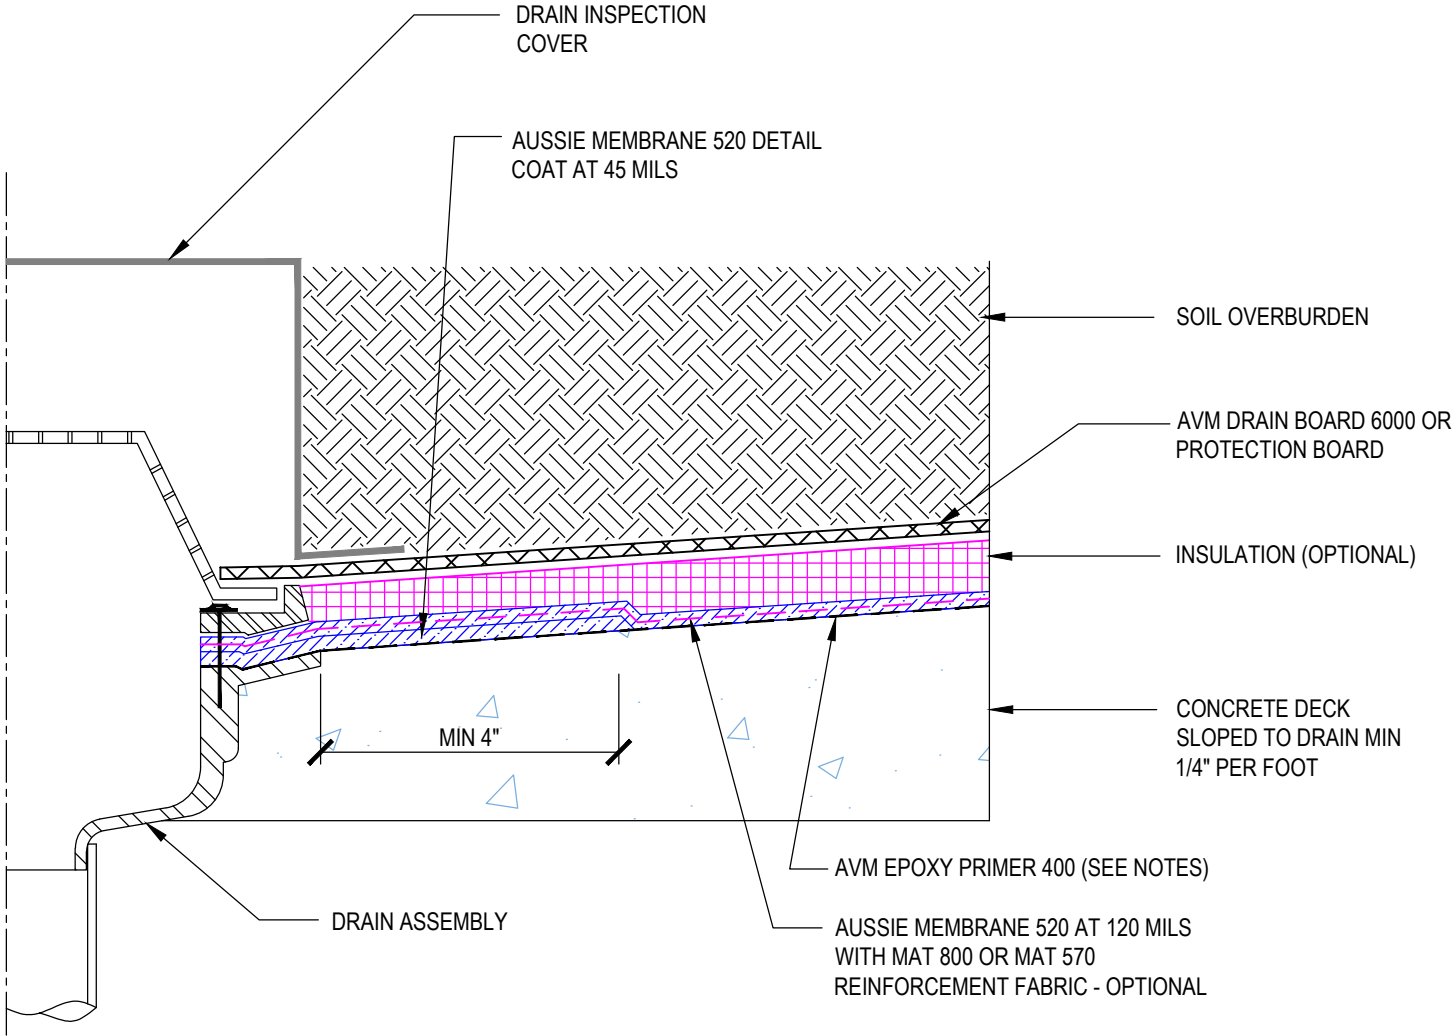 DRAIN INSPECTION
COVER
AUSSIE MEMBRANE 520 DETAIL
COAT AT 45 MILS
SOIL OVERBURDEN
AVM DRAIN BOARD 6000 OR
PROTECTION BOARD
INSULATION (OPTIONAL)
CONCRETE DECK
SLOPED TO DRAIN MIN
1/4" PER FOOT
MIN 4"
AVM EPOXY PRIMER 400 (SEE NOTES)
DRAIN ASSEMBLY
AUSSIE MEMBRANE 520 AT 120 MILS
WITH MAT 800 OR MAT 570
REINFORCEMENT FABRIC - OPTIONAL